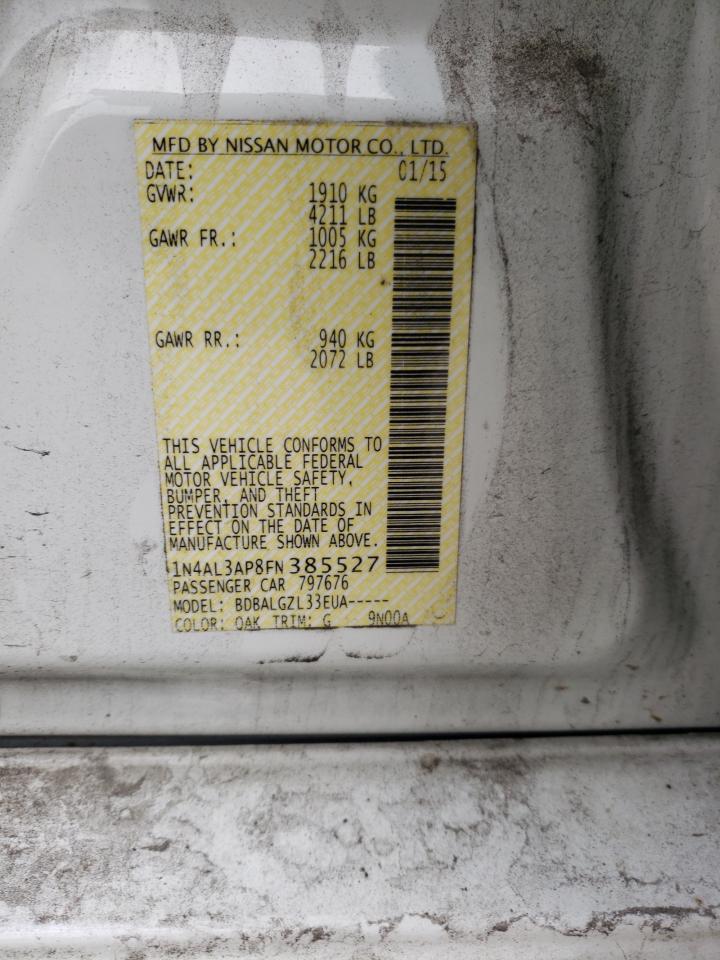 MFD BY NISSAN MOTOR CO., LTD.
DATE: 01/15
GVWR: 1910 KG
4211 LB
GAWR FR.: 1005 KG
2216 LB
GAWR RR.: 940 KG
2072 LB
THIS VEHICLE CONFORMS TO
ALL APPLICABLE FEDERAL
MOTOR VEHICLE SAFETY,
BUMPER, AND THEFT
PREVENTION STANDARDS IN
EFFECT ON THE DATE OF
MANUFACTURE SHOWN ABOVE.
1N4AL3AP8FN385527
PASSENGER CAR 797676
MODEL: BDBALGZL33EUA-----
COLOR: QAK TRIM: G 9N00A